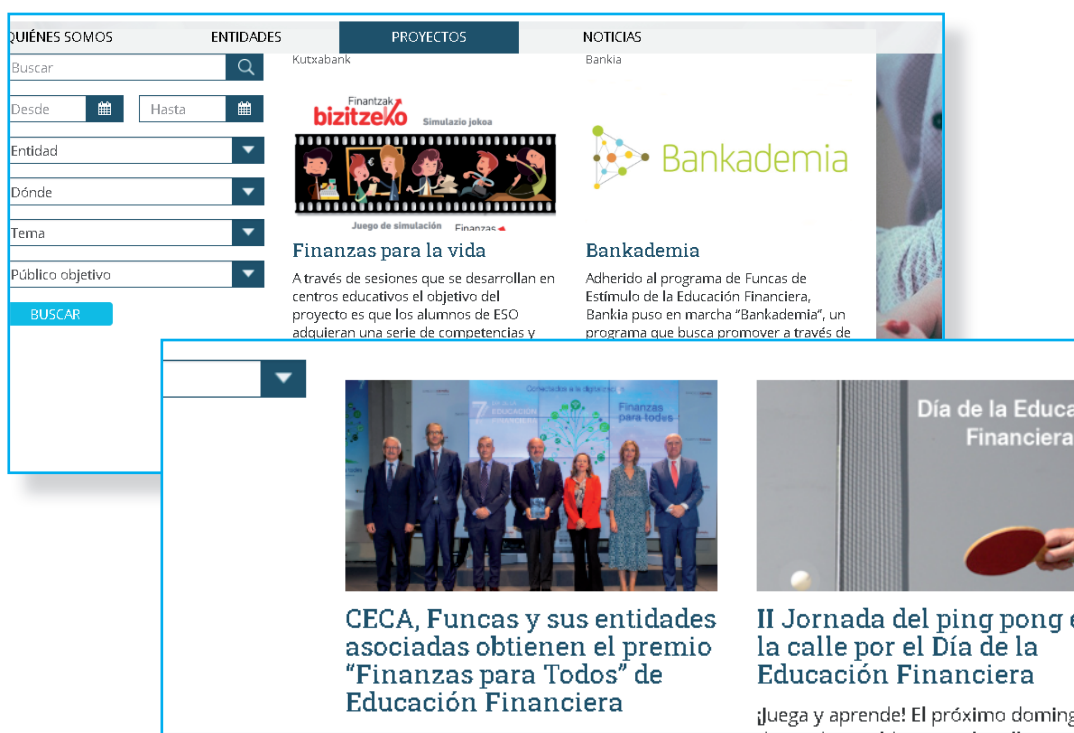 QUIÉNES SOMOS
ENTIDADES
PROYECTOS
NOTICIAS
Buscar
Desde
Hasta
Entidad
Dónde
Tema
Público objetivo
BUSCAR
Kutxabank
Finantzak
bizitzeko
Simulazio jokoa
Juego de simulación
Finanzas
Finanzas para la vida
A través de sesiones que se desarrollan en
centros educativos el objetivo del
proyecto es que los alumnos de ESO
adquieran una serie de competencias y
Bankia
Bankademia
Bankademia
Adherido al programa de Funcas de
Estímulo de la Educación Financiera,
Bankia puso en marcha “Bankademia”, un
programa que busca promover a través de
Conectados a la digitalización
7
EDUCACIÓN
Finanzas
para todos
CECA, Funcas y sus entidades
asociadas obtienen el premio
“Finanzas para Todos” de
Educación Financiera
Día de la Educa
Financiera
II Jornada del ping pong e
la calle por el Día de la
Educación Financiera
¡Juega y aprende! El próximo doming